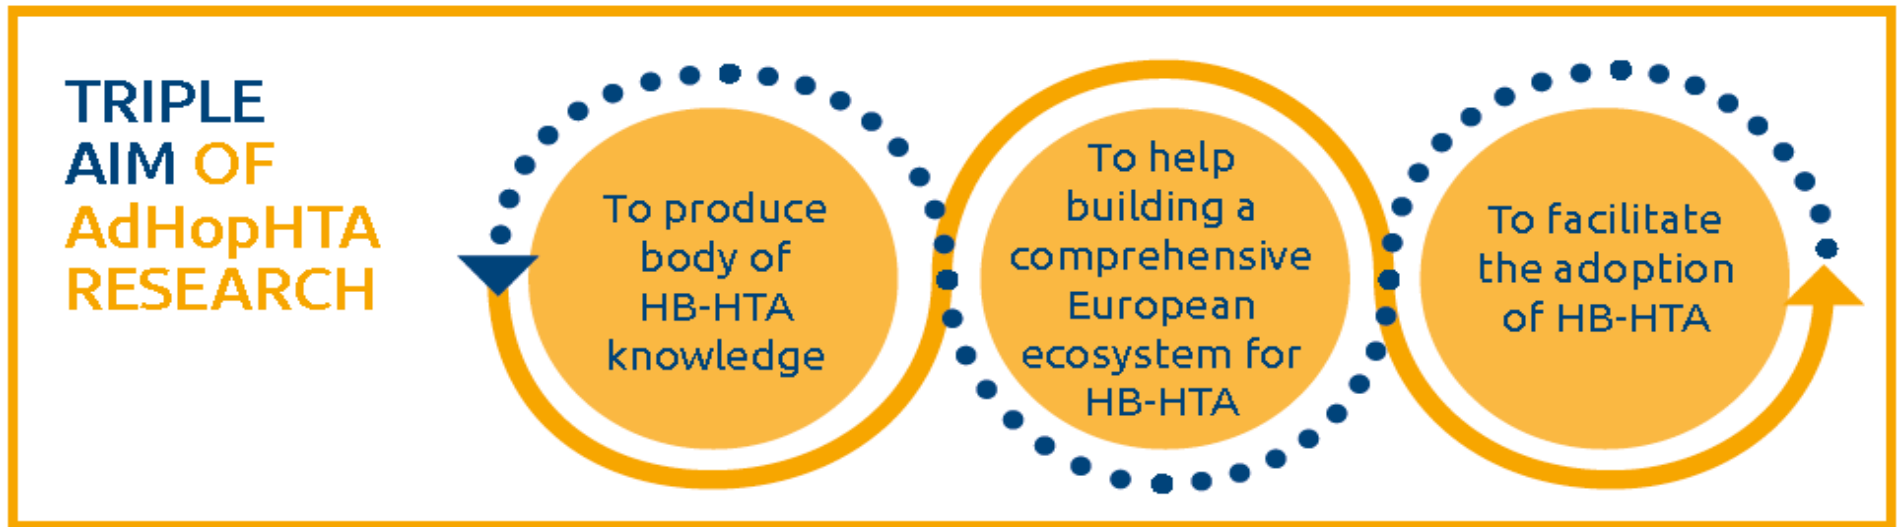 TRIPLE
AIM OF
AdHopHTA
RESEARCH
To produce
body of
HB-HTA
knowledge
To help
building a
comprehensive
European
ecosystem for
HB-HTA
To facilitate
the adoption
of HB-HTA